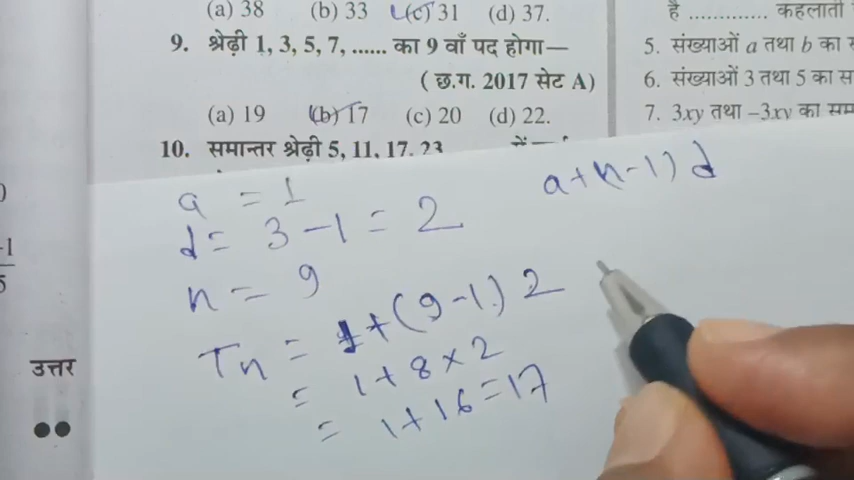 (a) 38 (b) 33 (c) 31 (d) 37.
9. श्रेढ़ी 1, 3, 5, 7, ...... का 9 वाँ पद होगा—
( छ.ग. 2017 सेट A)
(a) 19 (b) 17 (c) 20 (d) 22.
10. समान्तर श्रेढ़ी 5, 11, 17, 23
है ............. कहलाती
5. संख्याओं a तथा b का
6. संख्याओं 3 तथा 5 का
7. 3xy तथा –3xy का
उत्तर
a = 1
a+(n-1)d
d = 3-1 = 2
n = 9
Tn = 1+(9-1)2
= 1+8×2
= 1+16=17